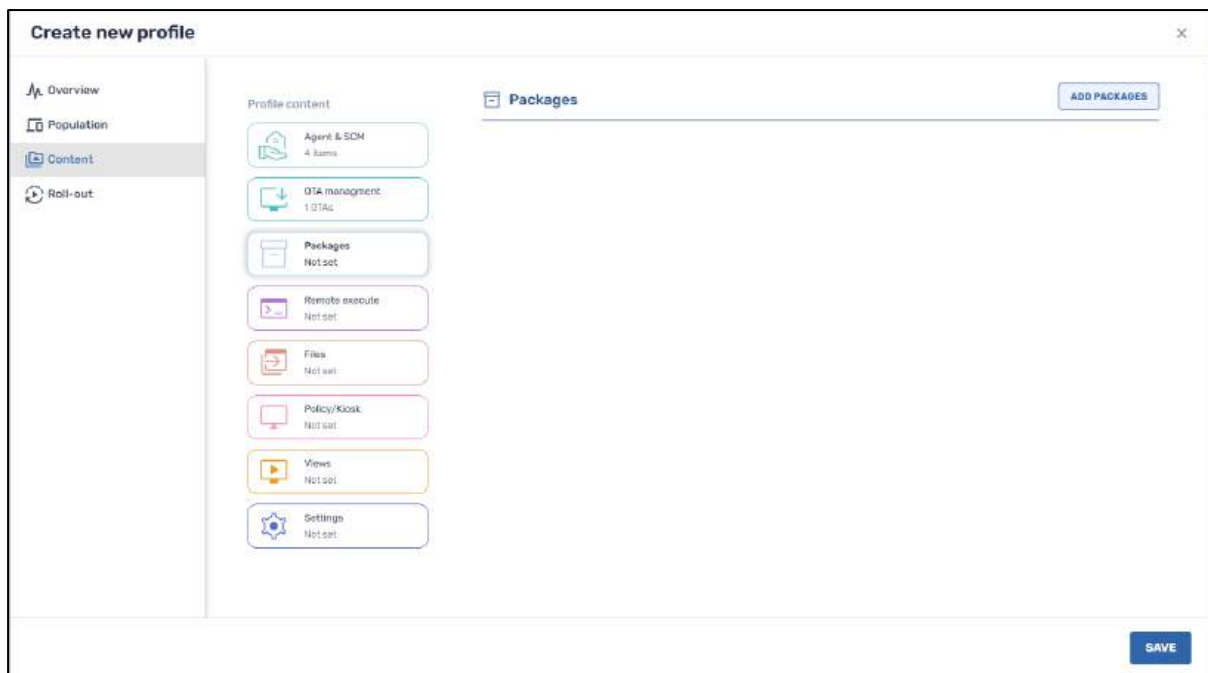 Create new profile
Overview
Population
Content
Roll-out
Profile content
Agent & SCM
4 items
OTA managment
1 OTAs
Packages
Not set
Remote execute
Not set
Files
Not set
Policy/Kiosk
Not set
Views
Not set
Settings
Not set
Packages
ADD PACKAGES
SAVE